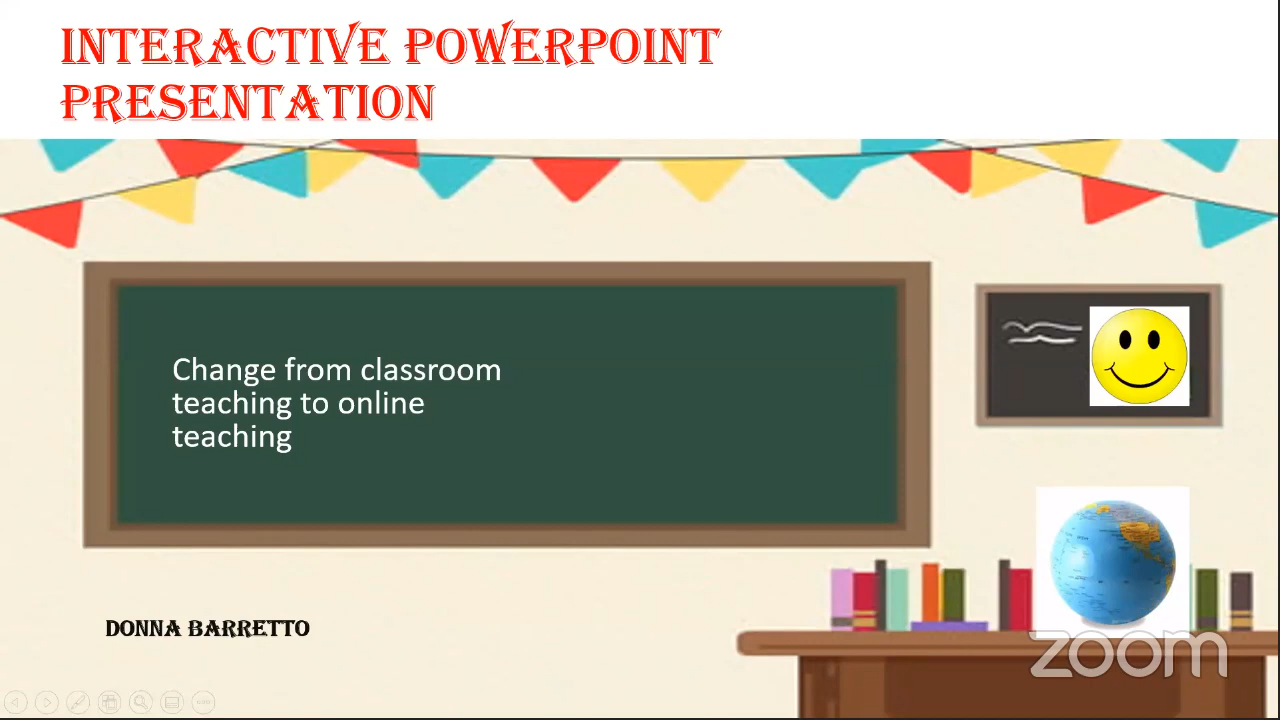 INTERACTIVE POWERPOINT
PRESENTATION
Change from classroom
teaching to online
teaching
DONNA BARRETTO
zoom